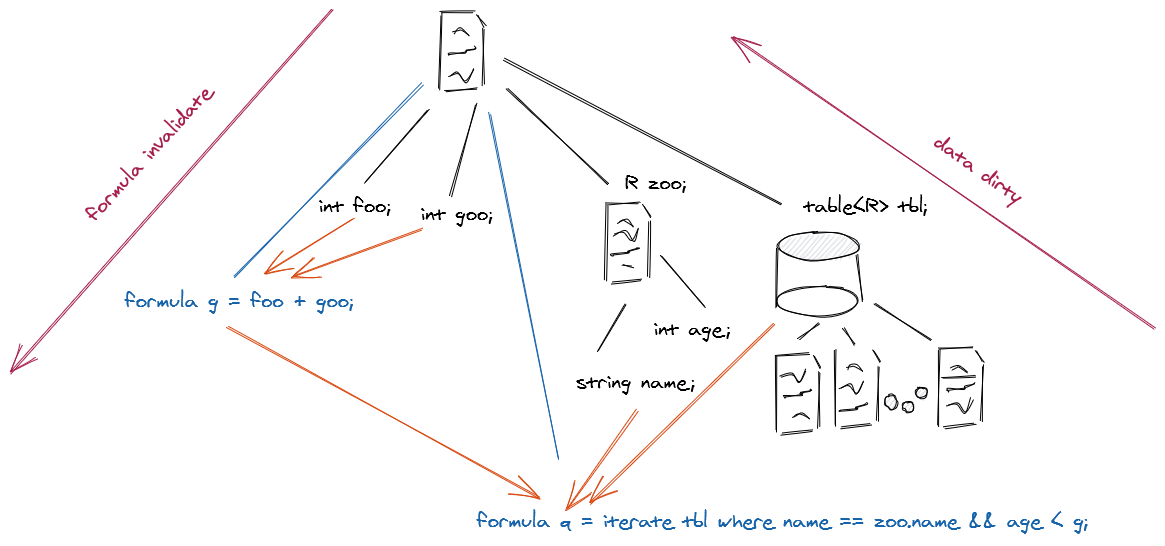 formula invalidate
data dirty
R zoo;
int foo;
int goo;
table<R> tbl;
formula g = foo + goo;
int age;
string name;
formula q = iterate tbl where name == zoo.name && age < g;